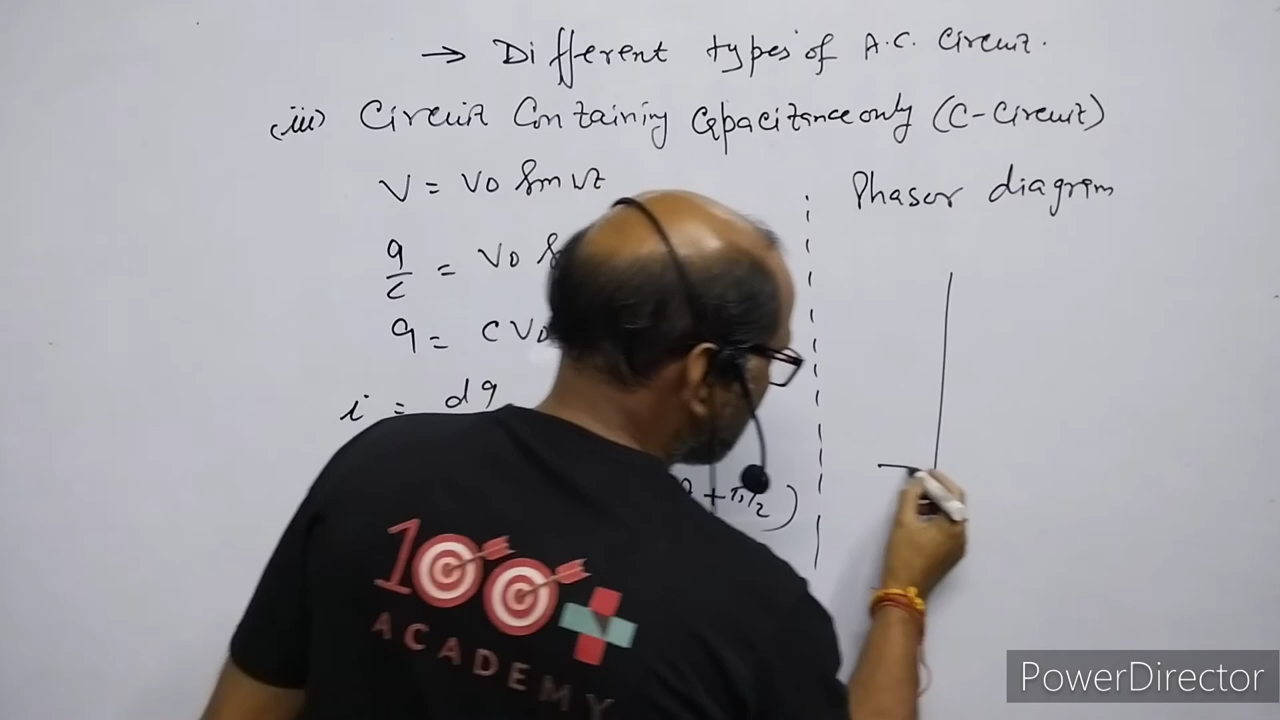 → Different types of A.C. Circuit.
(iii) Circuit Containing Capacitance only (C-Circuit)
V = V0 Sin wt
q/c = V0
q = CV0
i = dq
+ π/2)
Phasor diagram
100+
ACADEMY
PowerDirector